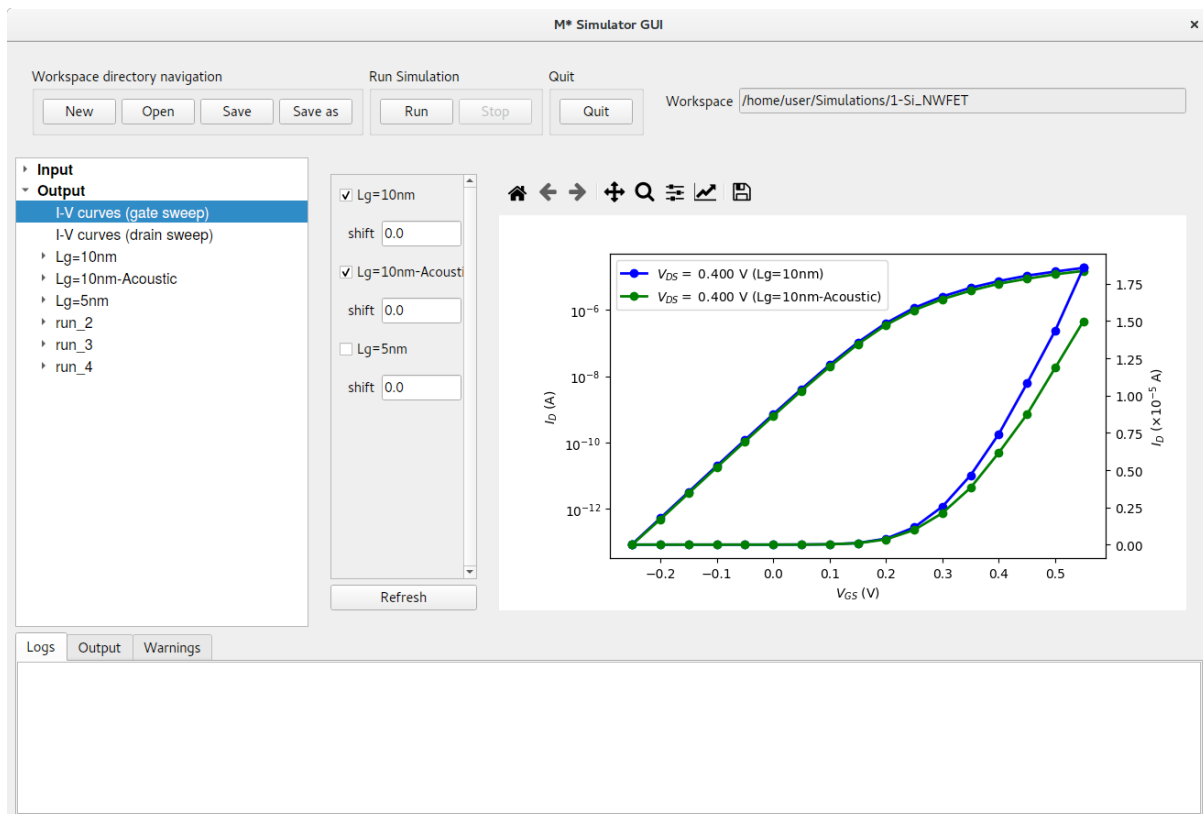 M* Simulator GUI
Workspace directory navigation
Run Simulation
Quit
New
Open
Save
Save as
Run
Stop
Quit
Workspace
/home/user/Simulations/1-Si_NWFET
Input
Output
I-V curves (gate sweep)
I-V curves (drain sweep)
Lg=10nm
Lg=10nm-Acoustic
Lg=5nm
run_2
run_3
run_4
Lg=10nm
shift 0.0
Lg=10nm-Acousti
shift 0.0
Lg=5nm
shift 0.0
Refresh
V_DS = 0.400 V (Lg=10nm)
V_DS = 0.400 V (Lg=10nm-Acoustic)
I_D (A)
10⁻⁶
10⁻⁸
10⁻¹⁰
10⁻¹²
1.75
1.50
1.25
1.00
0.75
0.50
0.25
0.00
I_D (×10⁻⁵ A)
−0.2 −0.1 0.0 0.1 0.2 0.3 0.4 0.5
V_GS (V)
Logs
Output
Warnings